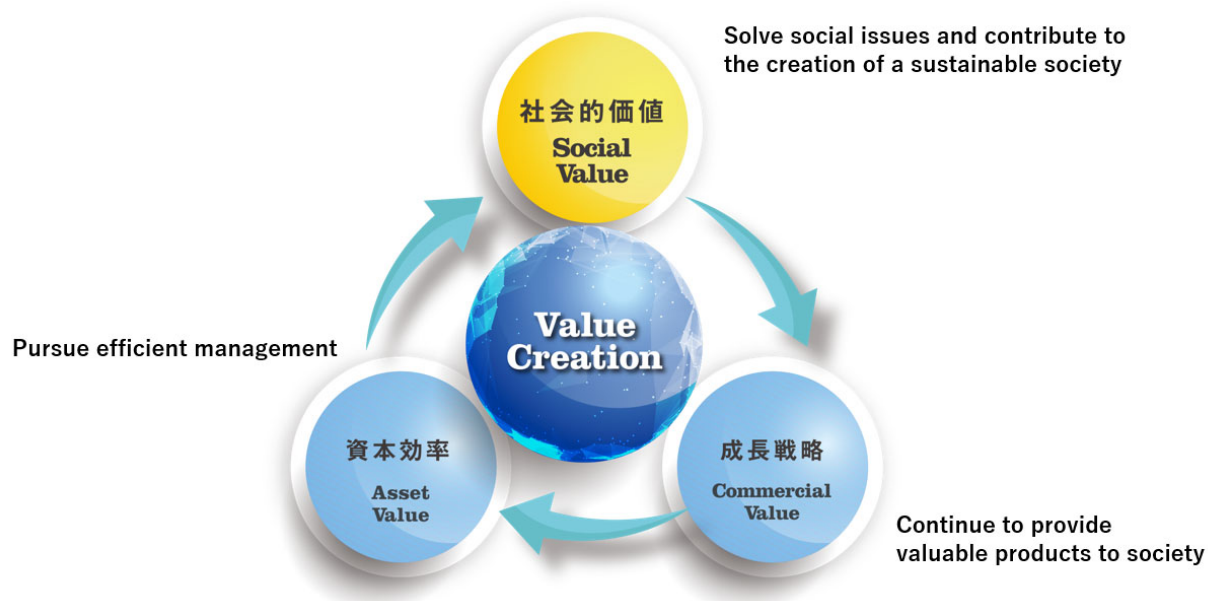 Solve social issues and contribute to
the creation of a sustainable society
社会的価値
Social
Value
Value
Creation
Pursue efficient management
資本効率
Asset
Value
成長戦略
Commercial
Value
Continue to provide
valuable products to society